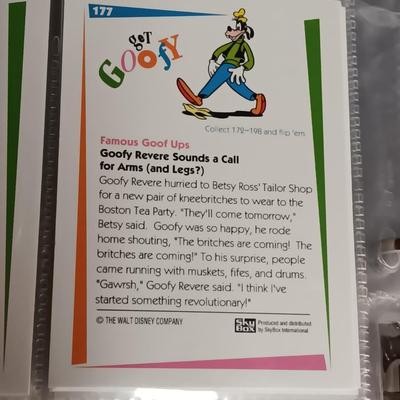 177
get
GOOFY
Collect 172-198 and flip 'em
Famous Goof Ups
Goofy Revere Sounds a Call
for Arms (and Legs?)
Goofy Revere hurried to Betsy Ross' Tailor Shop
for a new pair of kneebritches to wear to the
Boston Tea Party. "They'll come tomorrow,"
Betsy said. Goofy was so happy, he rode
home shouting, "The britches are coming! The
britches are coming!" To his surprise, people
came running with muskets, fifes, and drums.
"Gawrsh," Goofy Revere said. "I think I've
started something revolutionary!"
© THE WALT DISNEY COMPANY
SkyBox
Produced and distributed
by SkyBox International